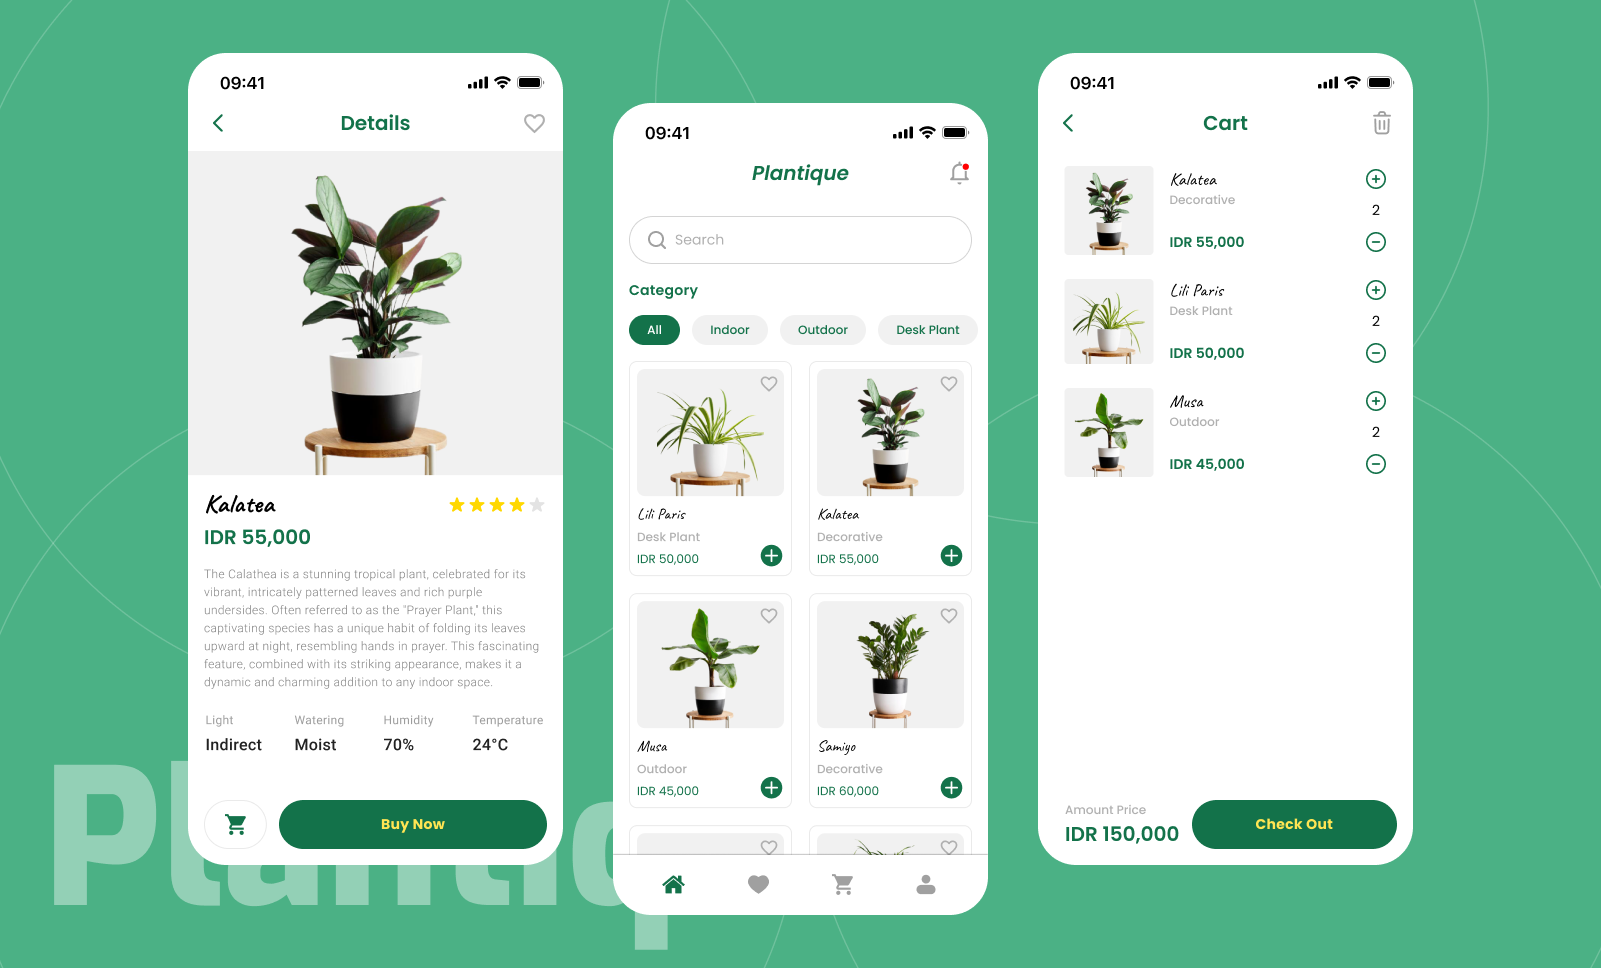 09:41
Details
Kalatea
IDR 55,000
The Calathea is a stunning tropical plant, celebrated for its
vibrant, intricately patterned leaves and rich purple
undersides. Often referred to as the "Prayer Plant," this
captivating species has a unique habit of folding its leaves
upward at night, resembling hands in prayer. This fascinating
feature, combined with its striking appearance, makes it a
dynamic and charming addition to any indoor space.
Light Watering Humidity Temperature
Indirect Moist 70% 24°C
Buy Now
09:41
Plantique
Search
Category
All Indoor Outdoor Desk Plant
Lili Paris
Desk Plant
IDR 50,000
Kalatea
Decorative
IDR 55,000
Musa
Outdoor
IDR 45,000
Samiyo
Decorative
IDR 60,000
09:41
Cart
Kalatea
Decorative
2
IDR 55,000
Lili Paris
Desk Plant
2
IDR 50,000
Musa
Outdoor
2
IDR 45,000
Amount Price
IDR 150,000
Check Out
Plantiq